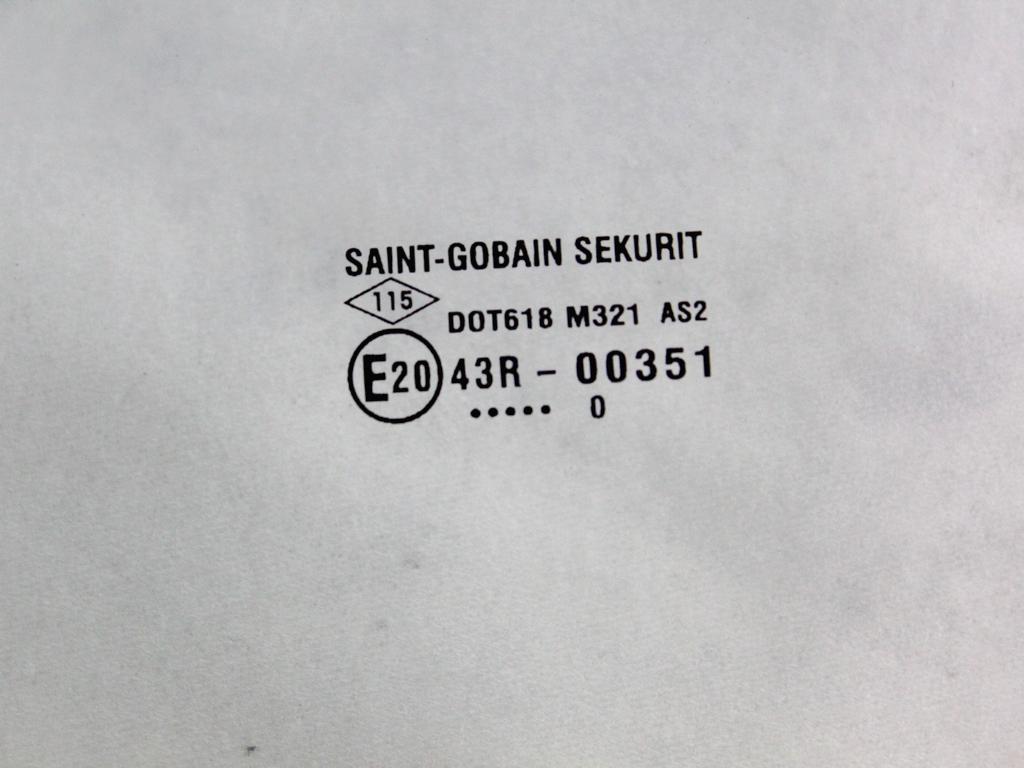 SAINT-GOBAIN SEKURIT
115
DOT618 M321 AS2
E20 43R - 00351
••••• 0